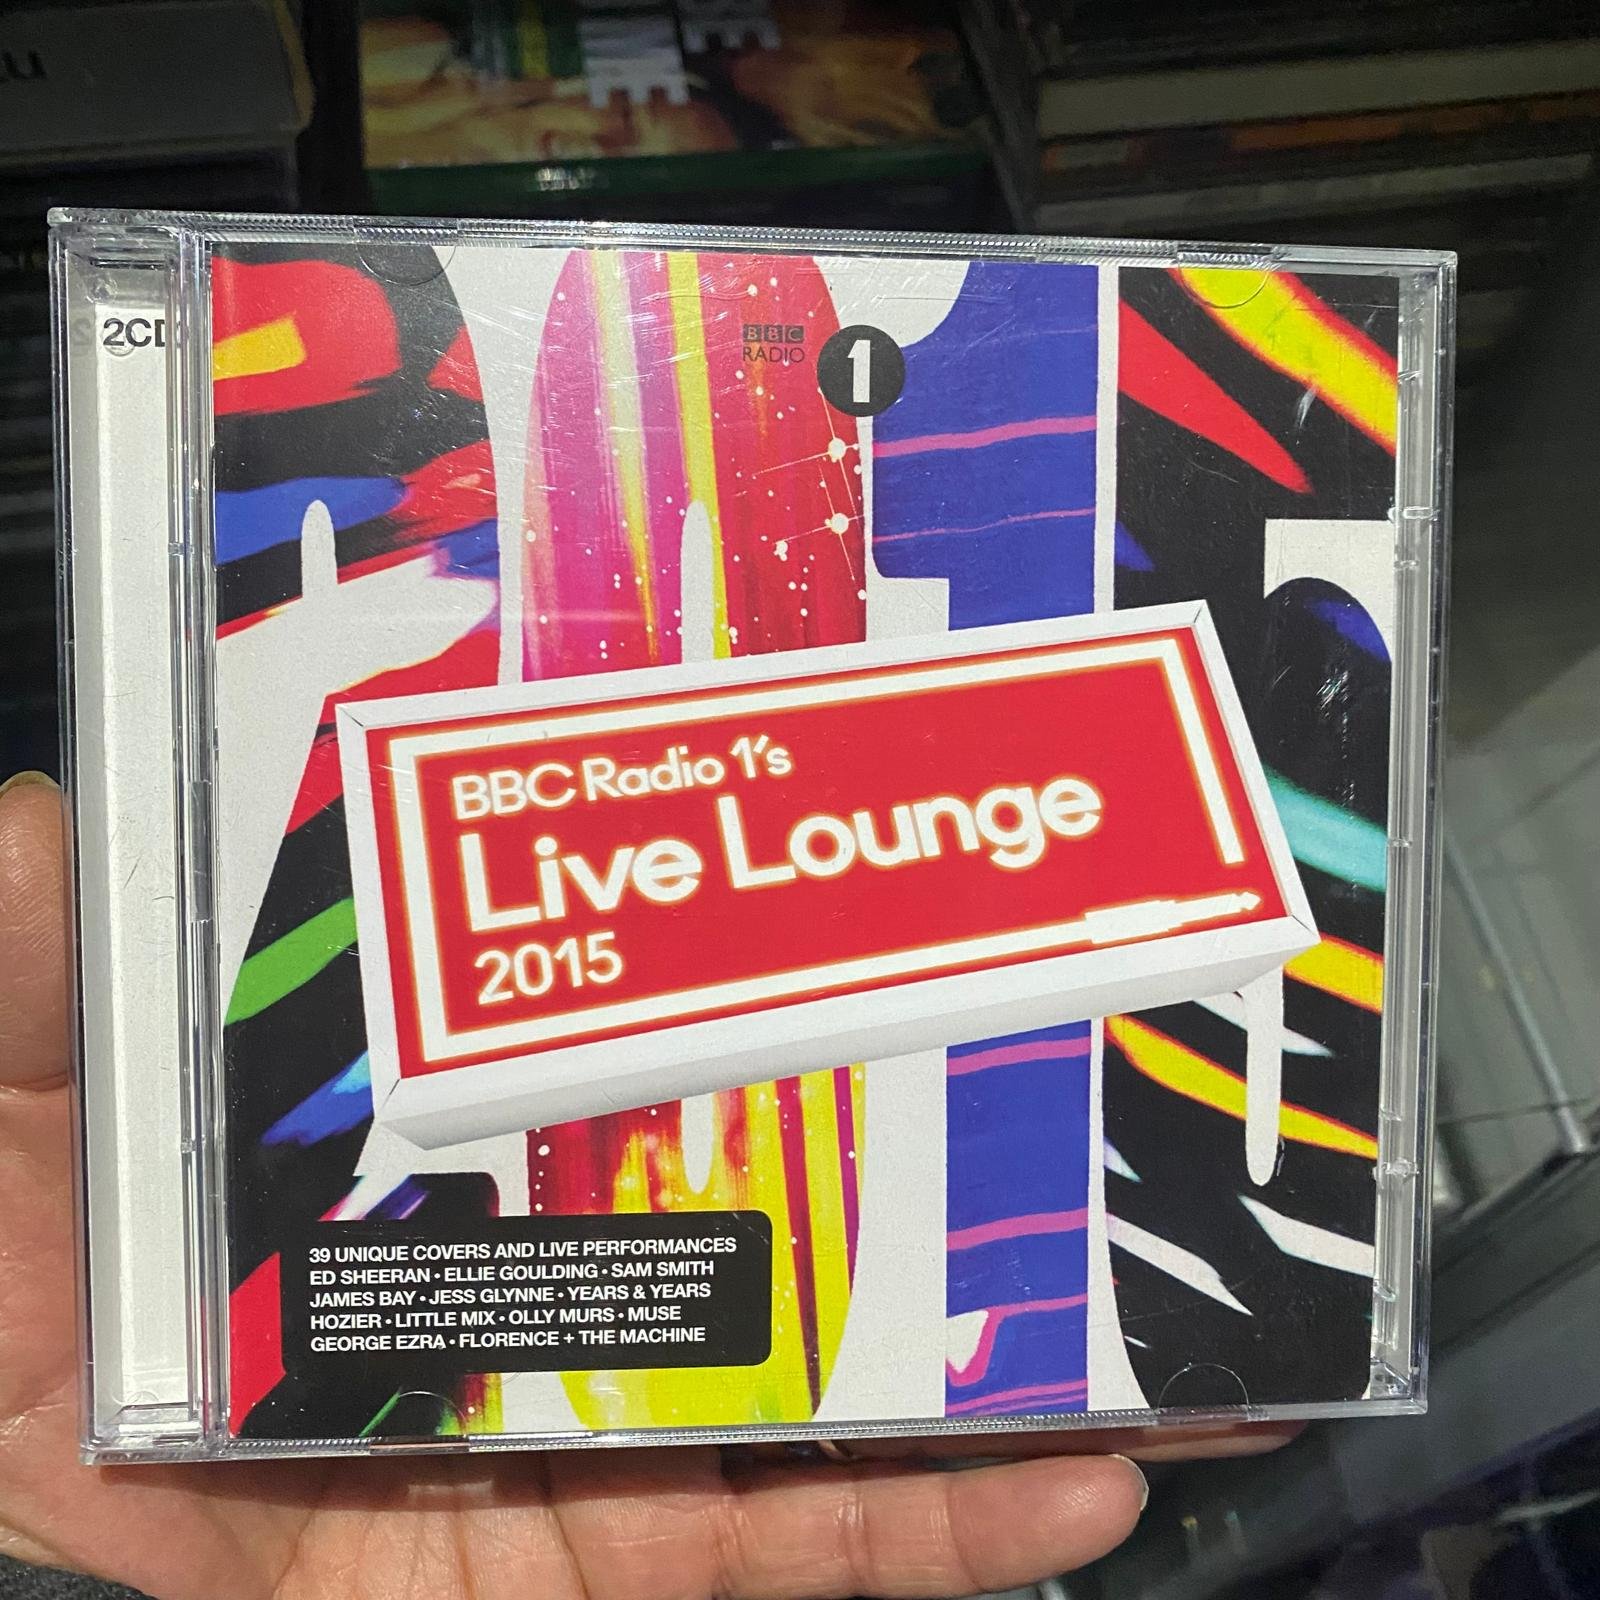 2CD
BBC
RADIO
1
BBC Radio 1's
Live Lounge
2015
39 UNIQUE COVERS AND LIVE PERFORMANCES
ED SHEERAN • ELLIE GOULDING • SAM SMITH
JAMES BAY • JESS GLYNNE • YEARS & YEARS
HOZIER • LITTLE MIX • OLLY MURS • MUSE
GEORGE EZRA • FLORENCE + THE MACHINE